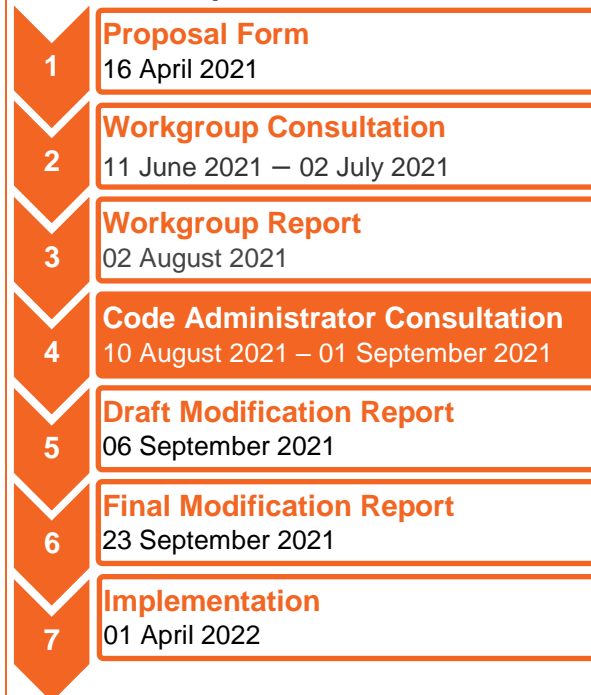 1
Proposal Form
16 April 2021
2
Workgroup Consultation
11 June 2021 – 02 July 2021
3
Workgroup Report
02 August 2021
4
Code Administrator Consultation
10 August 2021 – 01 September 2021
5
Draft Modification Report
06 September 2021
6
Final Modification Report
23 September 2021
7
Implementation
01 April 2022